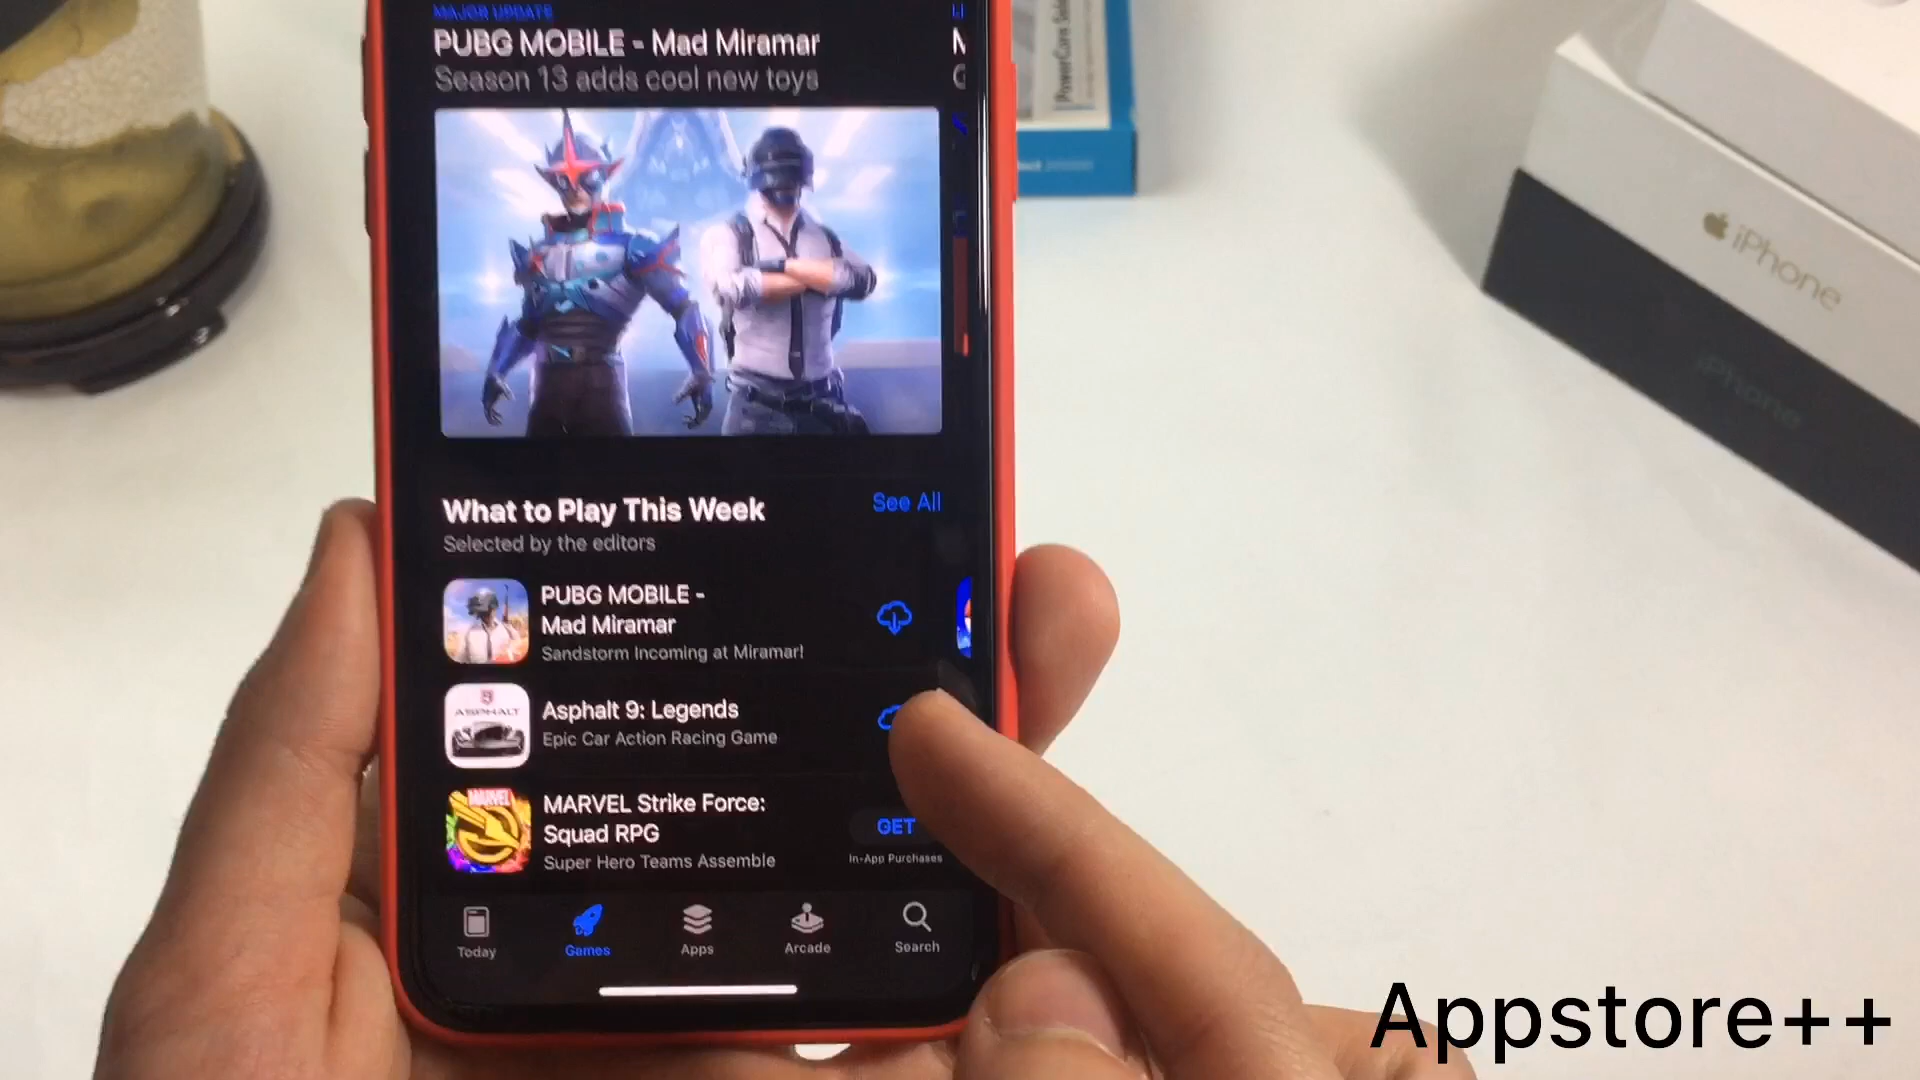 MAJOR UPDATE
PUBG MOBILE - Mad Miramar
Season 13 adds cool new toys
What to Play This Week
See All
Selected by the editors
PUBG MOBILE -
Mad Miramar
Sandstorm Incoming at Miramar!
ASPHALT
Asphalt 9: Legends
Epic Car Action Racing Game
MARVEL
MARVEL Strike Force:
Squad RPG
Super Hero Teams Assemble
GET
In-App Purchases
Today
Games
Apps
Arcade
Search
iPhone
iPhone
Appstore++